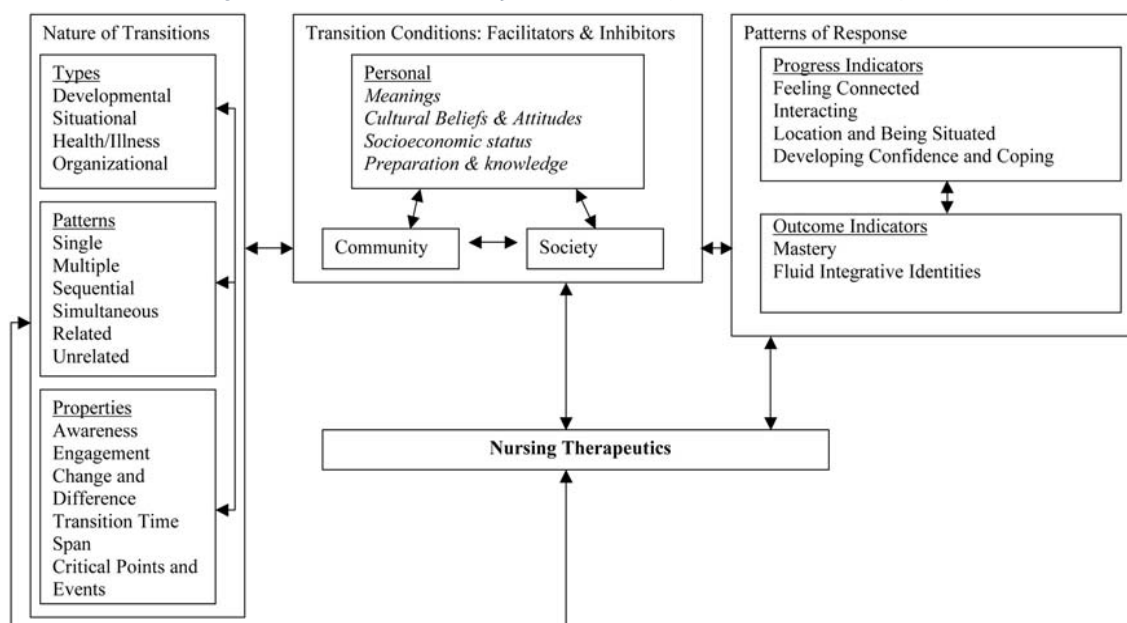 Nature of Transitions
Types
Developmental
Situational
Health/Illness
Organizational
Patterns
Single
Multiple
Sequential
Simultaneous
Related
Unrelated
Properties
Awareness
Engagement
Change and
Difference
Transition Time
Span
Critical Points and
Events
Transition Conditions: Facilitators & Inhibitors
Personal
Meanings
Cultural Beliefs & Attitudes
Socioeconomic status
Preparation & knowledge
Community
Society
Patterns of Response
Progress Indicators
Feeling Connected
Interacting
Location and Being Situated
Developing Confidence and Coping
Outcome Indicators
Mastery
Fluid Integrative Identities
Nursing Therapeutics